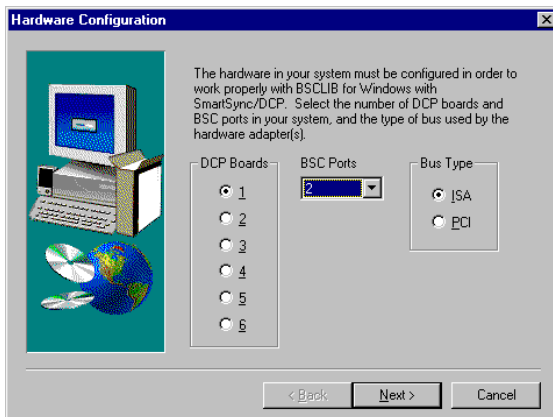 Hardware Configuration
The hardware in your system must be configured in order to
work properly with BSCLIB for Windows with
SmartSync/DCP. Select the number of DCP boards and
BSC ports in your system, and the type of bus used by the
hardware adapter(s).
DCP Boards
1
2
3
4
5
6
BSC Ports
2
Bus Type
ISA
PCI
< Back
Next >
Cancel